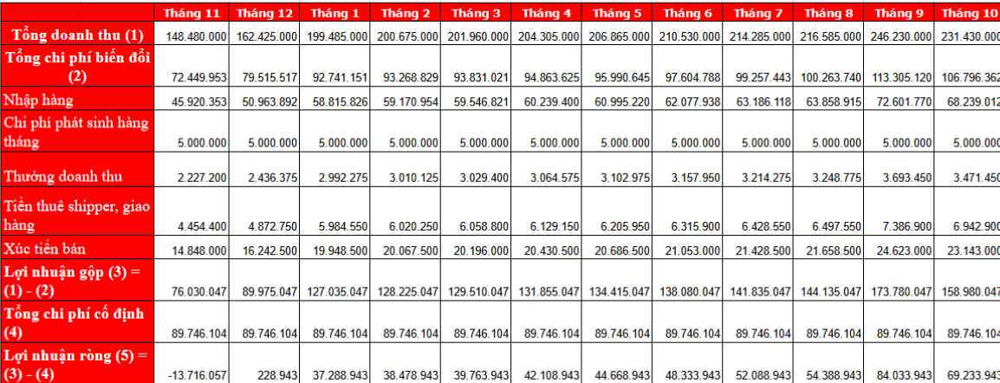 Tháng 11 Tháng 12 Tháng 1 Tháng 2 Tháng 3 Tháng 4 Tháng 5 Tháng 6 Tháng 7 Tháng 8 Tháng 9 Tháng 10
Tổng doanh thu (1) 148.480.000 162.425.000 199.485.000 200.675.000 201.960.000 204.305.000 206.865.000 210.530.000 214.285.000 216.585.000 246.230.000 231.430.000
Tổng chi phí biến đổi
(2) 72.449.953 79.515.517 92.741.151 93.268.829 93.831.021 94.863.625 95.990.645 97.604.788 99.257.443 100.263.740 113.305.120 106.796.362
Nhập hàng 45.920.353 50.963.892 58.815.826 59.170.954 59.546.821 60.239.400 60.995.220 62.077.938 63.186.118 63.858.915 72.601.770 68.239.012
Chi phí phát sinh hàng
tháng 5.000.000 5.000.000 5.000.000 5.000.000 5.000.000 5.000.000 5.000.000 5.000.000 5.000.000 5.000.000 5.000.000 5.000.000
Thưởng doanh thu 2.227.200 2.436.375 2.992.275 3.010.125 3.029.400 3.064.575 3.102.975 3.157.950 3.214.275 3.248.775 3.693.450 3.471.450
Tiền thuê shipper, giao
hàng 4.454.400 4.872.750 5.984.550 6.020.250 6.058.800 6.129.150 6.205.950 6.315.900 6.428.550 6.497.550 7.386.900 6.942.900
Xúc tiến bán 14.848.000 16.242.500 19.948.500 20.067.500 20.196.000 20.430.500 20.686.500 21.053.000 21.428.500 21.658.500 24.623.000 23.143.000
Lợi nhuận gộp (3) =
(1) - (2) 76.030.047 89.975.047 127.035.047 128.225.047 129.510.047 131.855.047 134.415.047 138.080.047 141.835.047 144.135.047 173.780.047 158.980.047
Tổng chi phí cố định
(4) 89.746.104 89.746.104 89.746.104 89.746.104 89.746.104 89.746.104 89.746.104 89.746.104 89.746.104 89.746.104 89.746.104 89.746.104
Lợi nhuận ròng (5) =
(3) - (4) -13.716.057 228.943 37.288.943 38.478.943 39.763.943 42.108.943 44.668.943 48.333.943 52.088.943 54.388.943 84.033.943 69.233.943